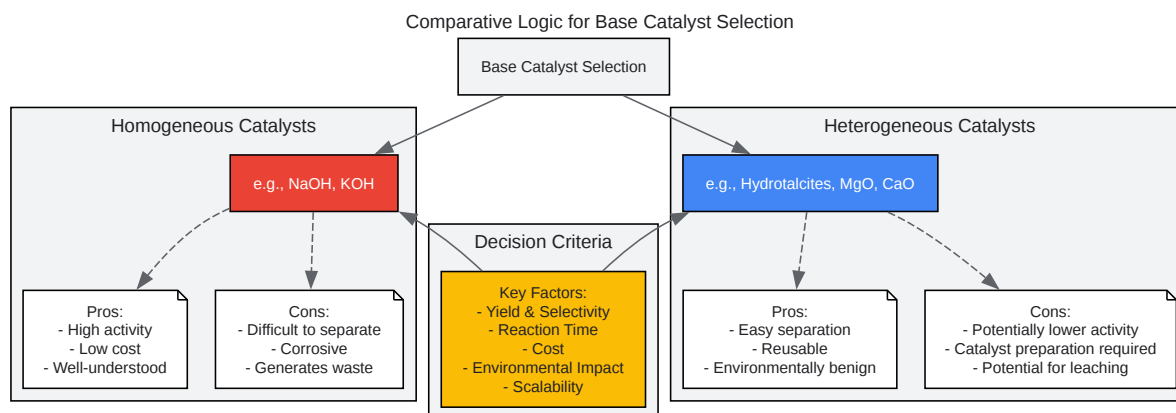 Comparative Logic for Base Catalyst Selection
Base Catalyst Selection
Homogeneous Catalysts
e.g., NaOH, KOH
Pros:
- High activity
- Low cost
- Well-understood
Cons:
- Difficult to separate
- Corrosive
- Generates waste
Decision Criteria
Key Factors:
- Yield & Selectivity
- Reaction Time
- Cost
- Environmental Impact
- Scalability
Heterogeneous Catalysts
e.g., Hydrotalcites, MgO, CaO
Pros:
- Easy separation
- Reusable
- Environmentally benign
Cons:
- Potentially lower activity
- Catalyst preparation required
- Potential for leaching